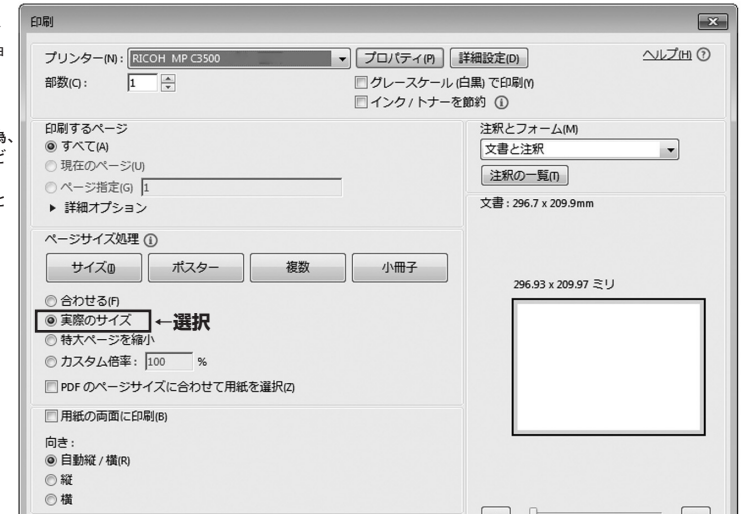 印刷
プリンター(N): RICOH MP C3500 プロパティ(P) 詳細設定(D) ヘルプ(H)
部数(C): 1 グレースケール (白黒) で印刷(Y)
インク / トナーを節約
印刷するページ
すべて(A)
現在のページ(U)
ページ指定(G) 1
詳細オプション
注釈とフォーム(M)
文書と注釈
注釈の一覧(T)
文書 : 296.7 x 209.9mm
ページサイズ処理
サイズ(I) ポスター 複数 小冊子
合わせる(F)
実際のサイズ ←選択
特大ページを縮小
カスタム倍率 : 100 %
PDF のページサイズに合わせて用紙を選択(Z)
296.93 x 209.97 ミリ
用紙の両面に印刷(B)
向き :
自動縦 / 横(R)
縦
横